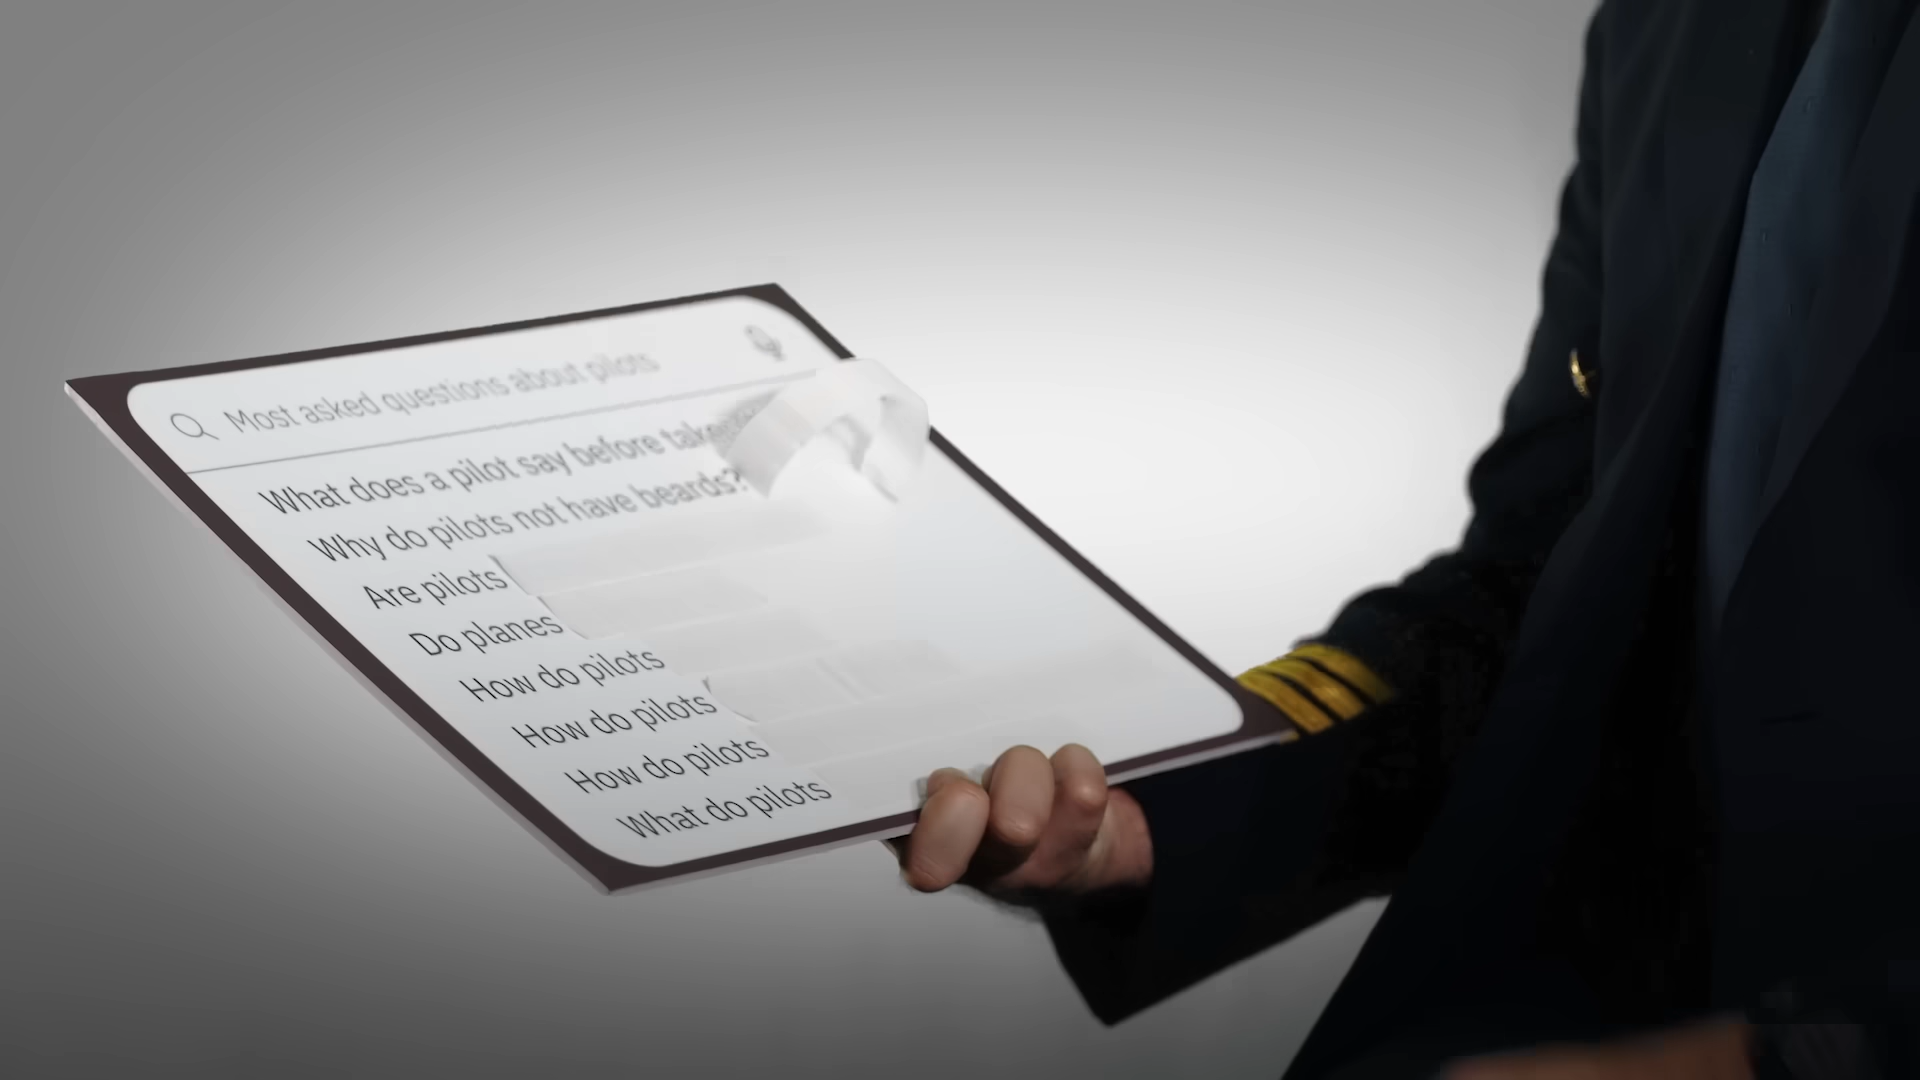 Most asked questions about pilots
What does a pilot say before
Why do pilots not have beards?
Are pilots
Do planes
How do pilots
How do pilots
How do pilots
What do pilots